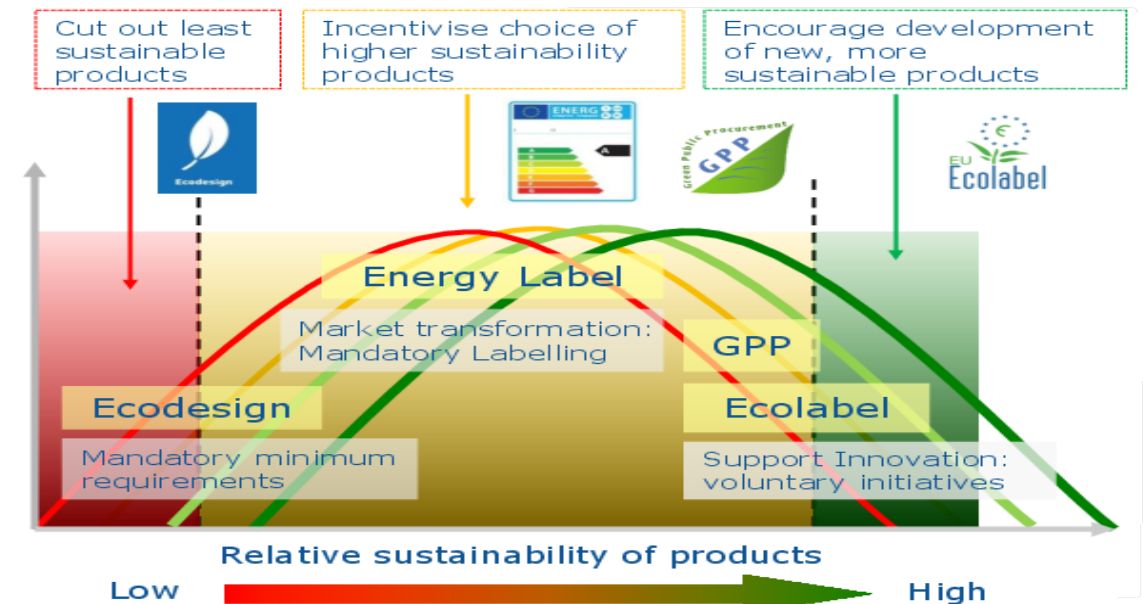 Cut out least
sustainable
products
Incentivise choice of
higher sustainability
products
Encourage development
of new, more
sustainable products
Ecodesign
ENERG
A
Green Public Procurement
GPP
EU
Ecolabel
Energy Label
Market transformation:
Mandatory Labelling
GPP
Ecodesign
Ecolabel
Mandatory minimum
requirements
Support Innovation:
voluntary initiatives
Relative sustainability of products
Low
High